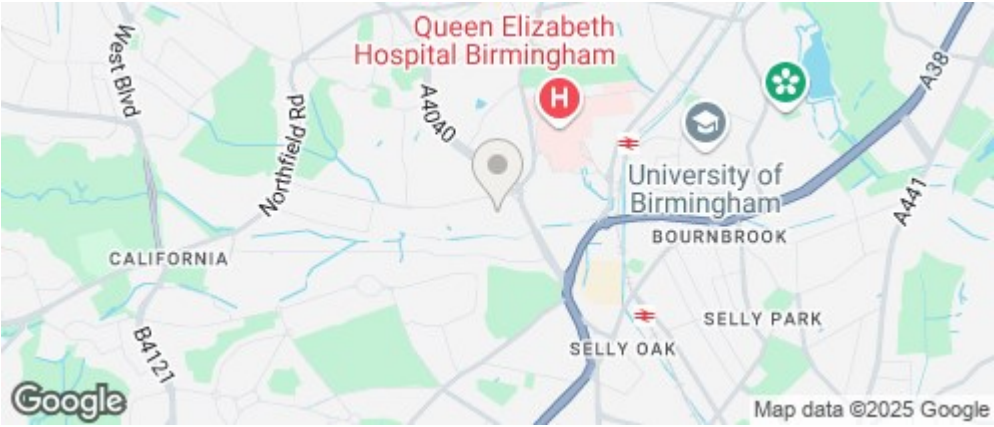 Queen Elizabeth
Hospital Birmingham
H
West Blvd
Northfield Rd
A4040
A38
University of
Birmingham
A441
BOURNBROOK
CALIFORNIA
SELLY PARK
B4121
SELLY OAK
Google
Map data ©2025 Google